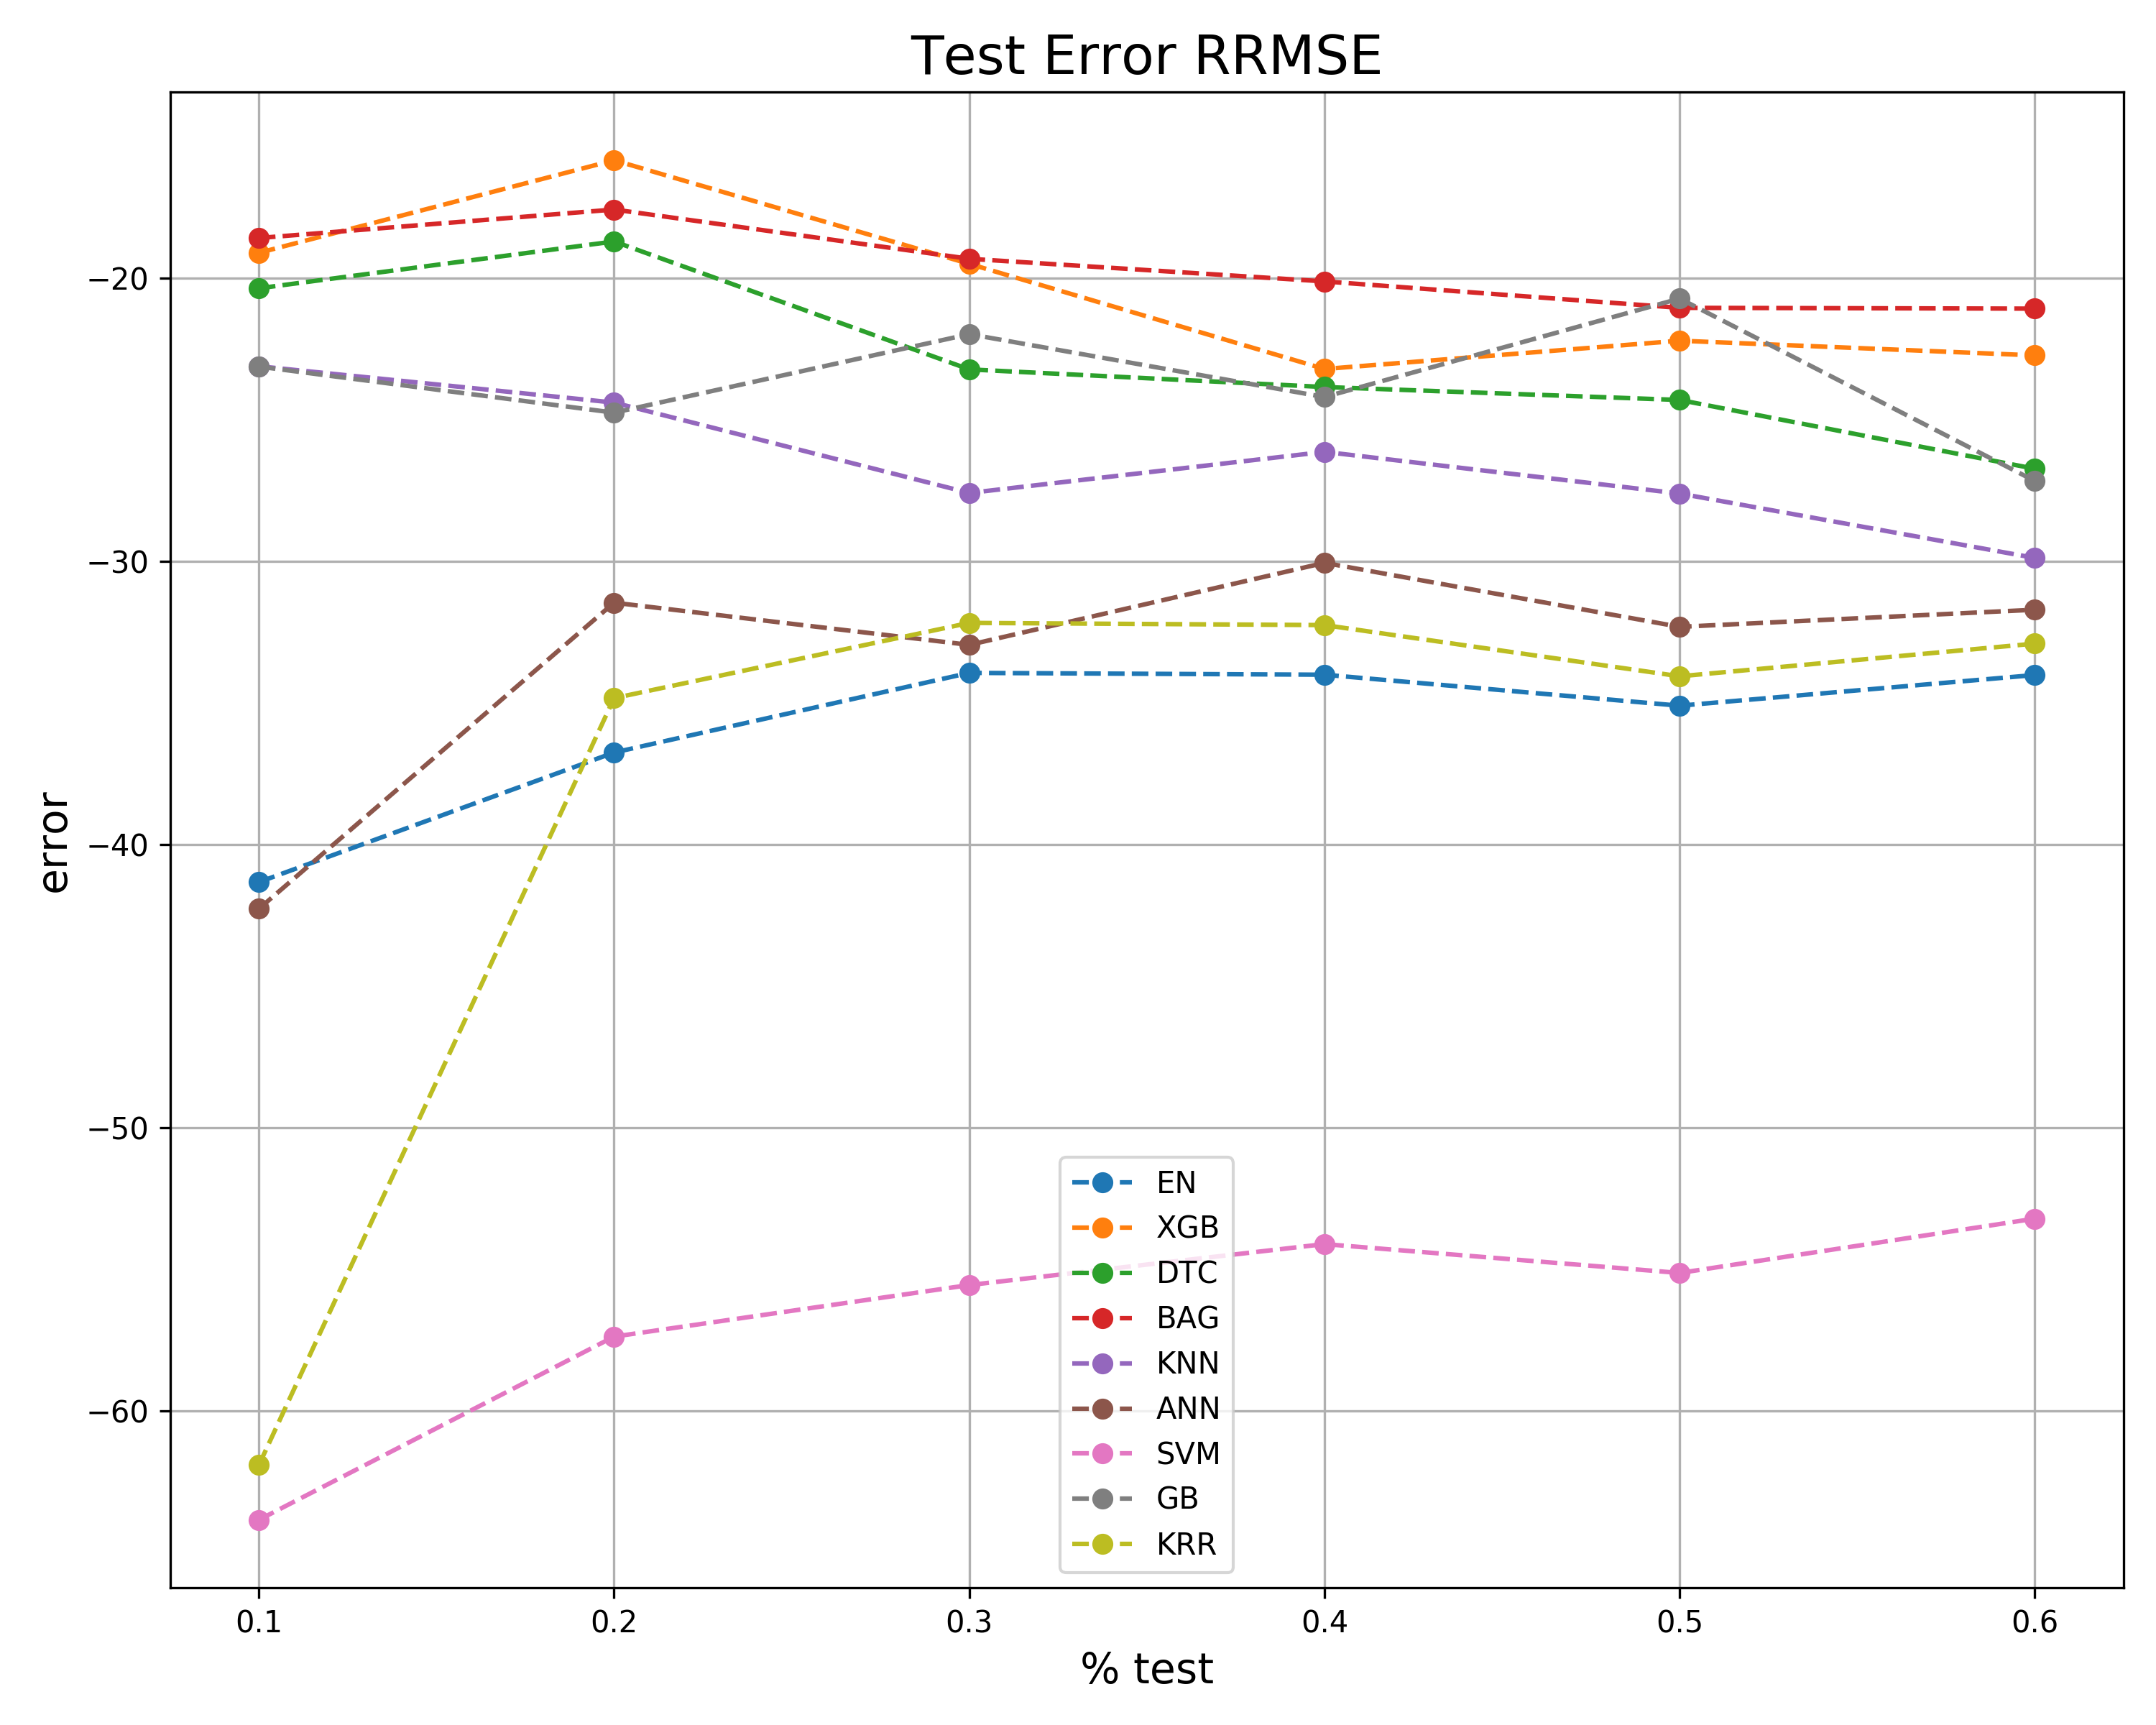 Test Error RRMSE
error
−20
−30
−40
−50
−60
EN
XGB
DTC
BAG
KNN
ANN
SVM
GB
KRR
0.1 0.2 0.3 0.4 0.5 0.6
% test